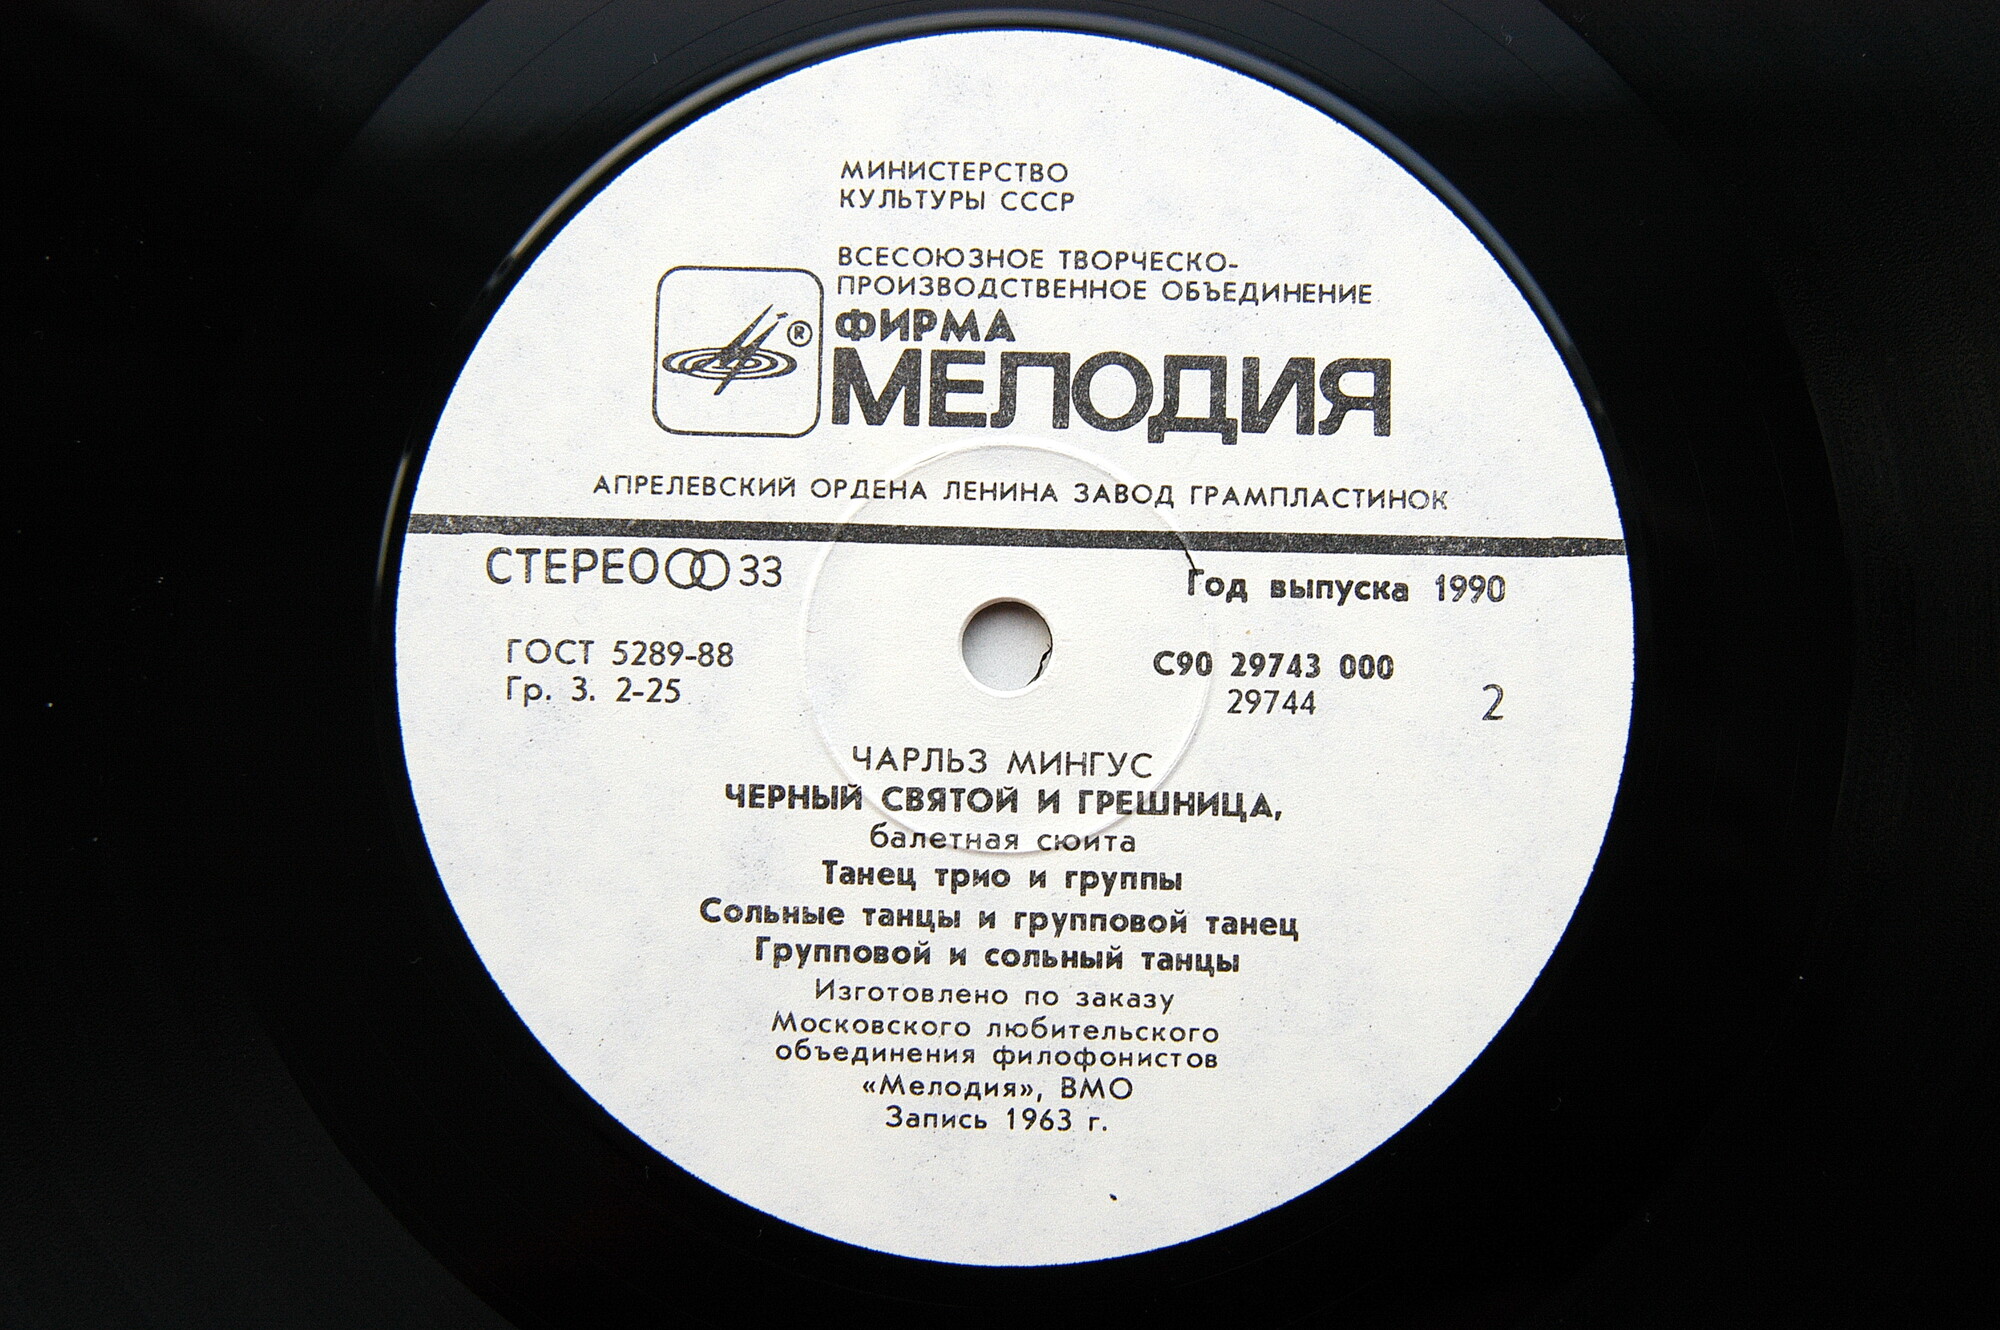 МИНИСТЕРСТВО
КУЛЬТУРЫ СССР
ВСЕСОЮЗНОЕ ТВОРЧЕСКО-
ПРОИЗВОДСТВЕННОЕ ОБЪЕДИНЕНИЕ
®
ФИРМА
МЕЛОДИЯ
АПРЕЛЕВСКИЙ ОРДЕНА ЛЕНИНА ЗАВОД ГРАМПЛАСТИНОК
СТЕРЕО 33
Год выпуска 1990
ГОСТ 5289-88
Гр. 3. 2-25
С90 29743 000
29744
2
ЧАРЛЬЗ МИНГУС
ЧЕРНЫЙ СВЯТОЙ И ГРЕШНИЦА,
балетная сюита
Танец трио и группы
Сольные танцы и групповой танец
Групповой и сольный танцы
Изготовлено по заказу
Московского любительского
объединения филофонистов
«Мелодия», ВМО
Запись 1963 г.